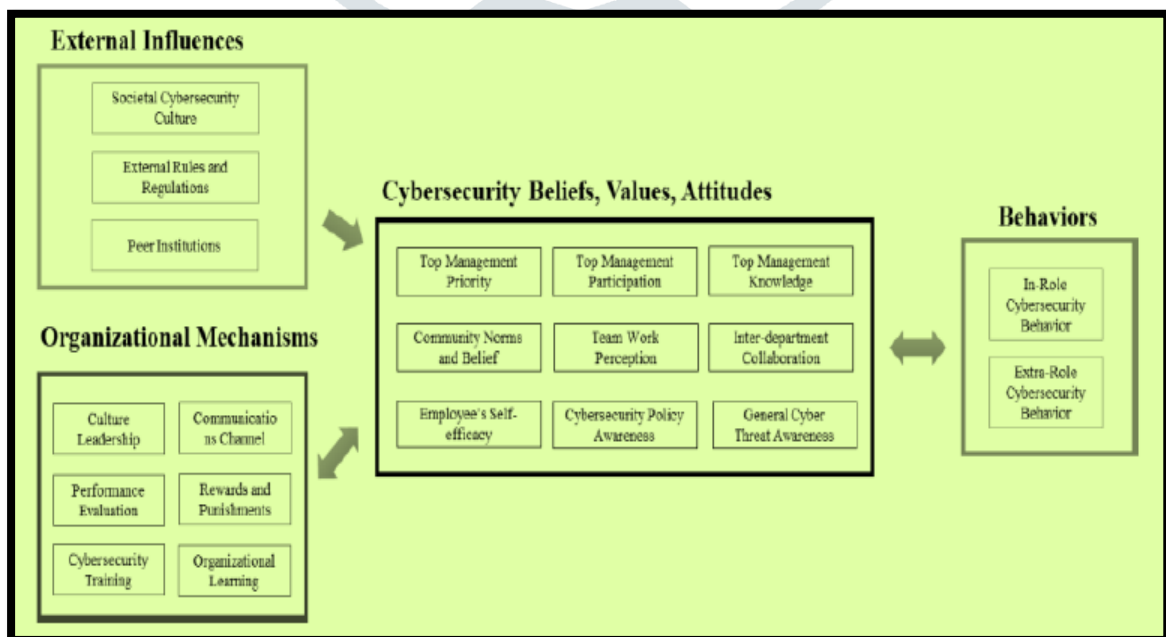 External Influences
Societal Cybersecurity
Culture
External Rules and
Regulations
Peer Institutions
Organizational Mechanisms
Culture
Leadership
Communicatio
ns Channel
Performance
Evaluation
Rewards and
Punishments
Cybersecurity
Training
Organizational
Learning
Cybersecurity Beliefs, Values, Attitudes
Top Management
Priority
Top Management
Participation
Top Management
Knowledge
Community Norms
and Belief
Team Work
Perception
Inter-department
Collaboration
Employee's Self-
efficacy
Cybersecurity Policy
Awareness
General Cyber
Threat Awareness
Behaviors
In-Role
Cybersecurity
Behavior
Extra-Role
Cybersecurity
Behavior